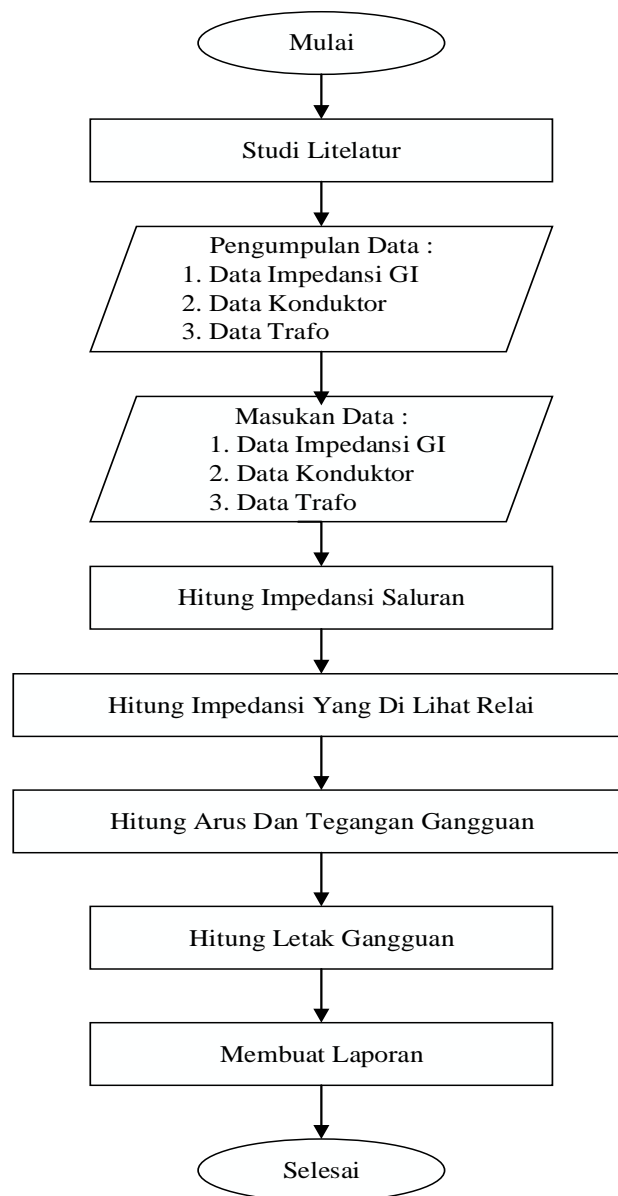 Mulai
Studi Litelatur
Pengumpulan Data :
1. Data Impedansi GI
2. Data Konduktor
3. Data Trafo
Masukan Data :
1. Data Impedansi GI
2. Data Konduktor
3. Data Trafo
Hitung Impedansi Saluran
Hitung Impedansi Yang Di Lihat Relai
Hitung Arus Dan Tegangan Gangguan
Hitung Letak Gangguan
Membuat Laporan
Selesai